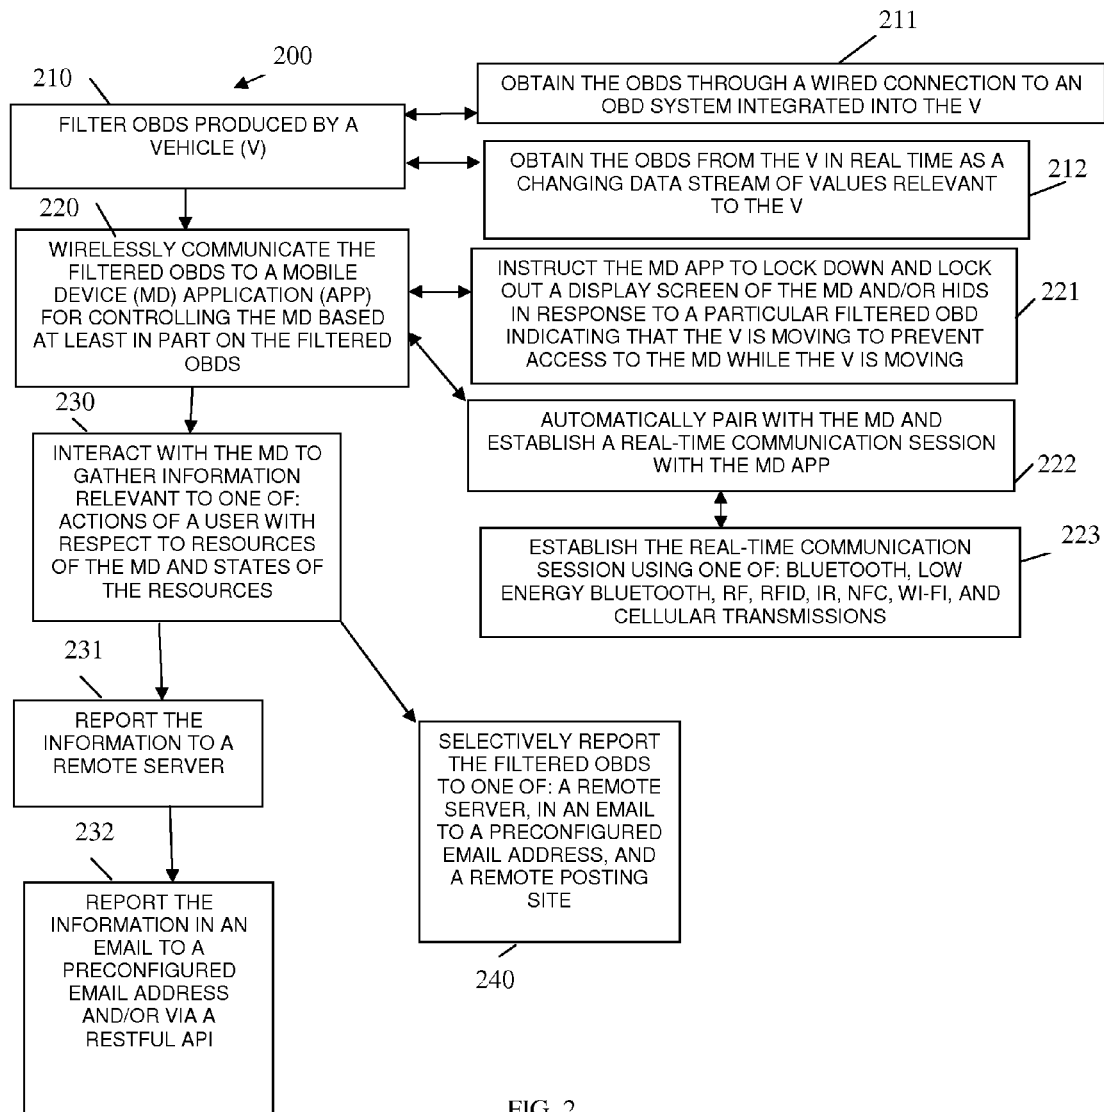 200
210
FILTER OBDS PRODUCED BY A
VEHICLE (V)
211
OBTAIN THE OBDS THROUGH A WIRED CONNECTION TO AN
OBD SYSTEM INTEGRATED INTO THE V
OBTAIN THE OBDS FROM THE V IN REAL TIME AS A
CHANGING DATA STREAM OF VALUES RELEVANT
TO THE V
212
220
WIRELESSLY COMMUNICATE THE
FILTERED OBDS TO A MOBILE
DEVICE (MD) APPLICATION (APP)
FOR CONTROLLING THE MD BASED
AT LEAST IN PART ON THE FILTERED
OBDS
INSTRUCT THE MD APP TO LOCK DOWN AND LOCK
OUT A DISPLAY SCREEN OF THE MD AND/OR HIDS
IN RESPONSE TO A PARTICULAR FILTERED OBD
INDICATING THAT THE V IS MOVING TO PREVENT
ACCESS TO THE MD WHILE THE V IS MOVING
221
AUTOMATICALLY PAIR WITH THE MD AND
ESTABLISH A REAL-TIME COMMUNICATION SESSION
WITH THE MD APP
222
ESTABLISH THE REAL-TIME COMMUNICATION
SESSION USING ONE OF: BLUETOOTH, LOW
ENERGY BLUETOOTH, RF, RFID, IR, NFC, WI-FI, AND
CELLULAR TRANSMISSIONS
223
230
INTERACT WITH THE MD TO
GATHER INFORMATION
RELEVANT TO ONE OF:
ACTIONS OF A USER WITH
RESPECT TO RESOURCES
OF THE MD AND STATES OF
THE RESOURCES
231
REPORT THE
INFORMATION TO A
REMOTE SERVER
232
REPORT THE
INFORMATION IN AN
EMAIL TO A
PRECONFIGURED
EMAIL ADDRESS
AND/OR VIA A
RESTFUL API
SELECTIVELY REPORT
THE FILTERED OBDS
TO ONE OF: A REMOTE
SERVER, IN AN EMAIL
TO A PRECONFIGURED
EMAIL ADDRESS, AND
A REMOTE POSTING
SITE
240
FIG. 2